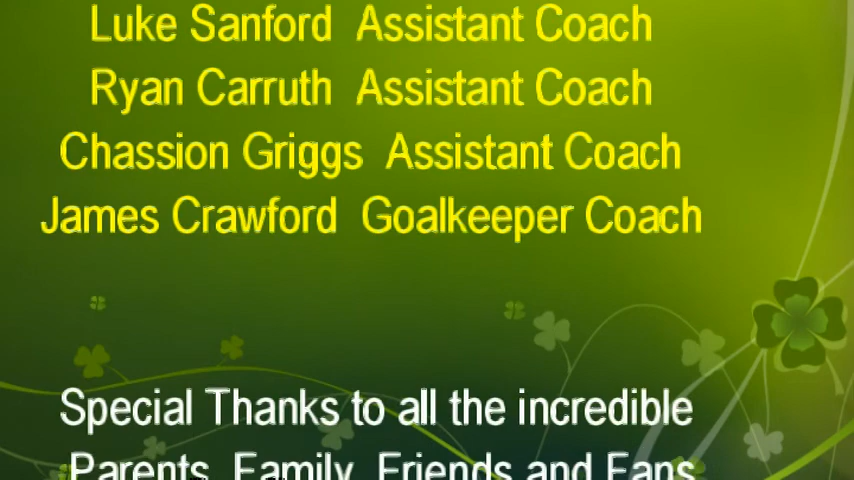 Luke Sanford Assistant Coach
Ryan Carruth Assistant Coach
Chassion Griggs Assistant Coach
James Crawford Goalkeeper Coach
Special Thanks to all the incredible
Parents, Family, Friends and Fans